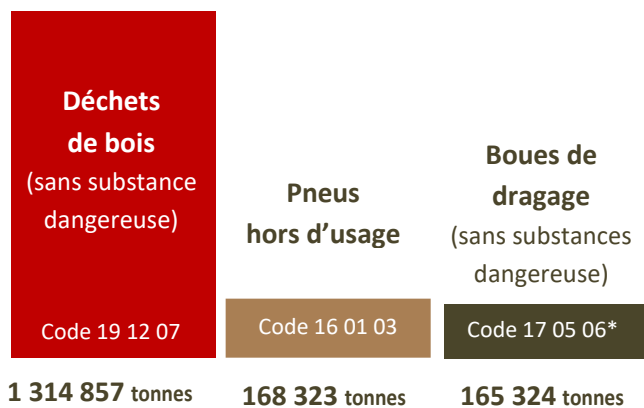 Déchets
de bois
(sans substance
dangereuse)
Code 19 12 07
1 314 857 tonnes
Pneus
hors d’usage
Code 16 01 03
168 323 tonnes
Boues de
dragage
(sans substances
dangereuse)
Code 17 05 06*
165 324 tonnes